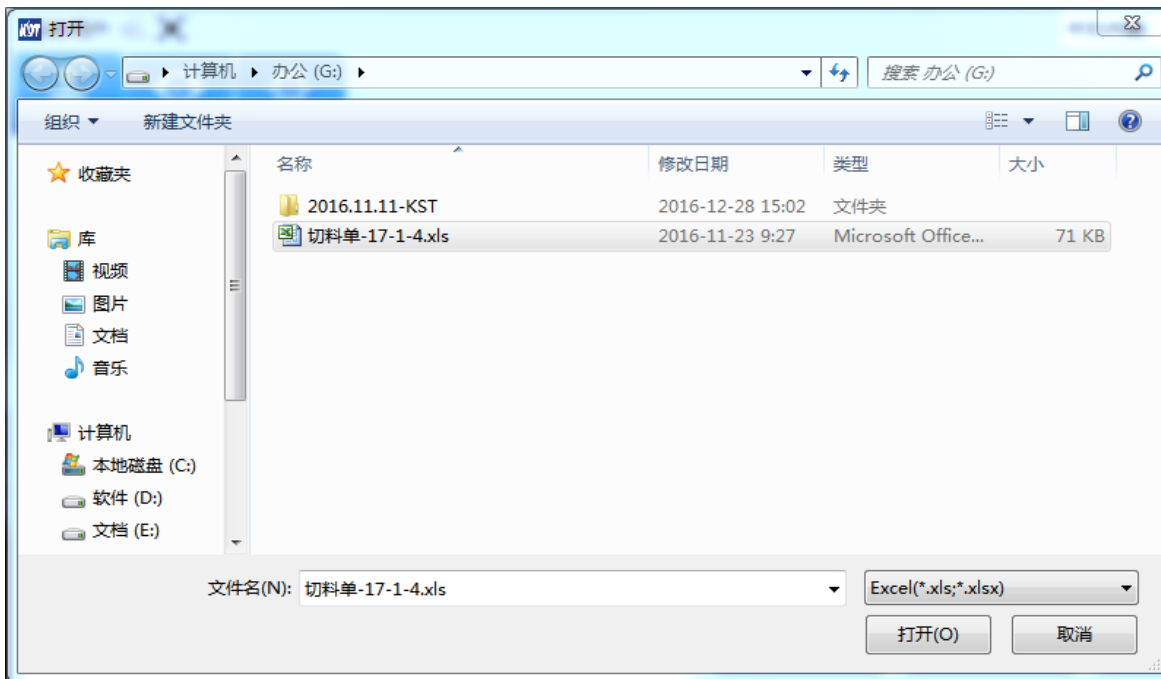 KST 打开
计算机 办公 (G:) 搜索 办公 (G:)
组织 新建文件夹
名称 修改日期 类型 大小
收藏夹
2016.11.11-KST 2016-12-28 15:02 文件夹
库 切料单-17-1-4.xls 2016-11-23 9:27 Microsoft Office... 71 KB
视频
图片
文档
音乐
计算机
本地磁盘 (C:)
软件 (D:)
文档 (E:)
文件名(N): 切料单-17-1-4.xls Excel(*.xls;*.xlsx)
打开(O) 取消